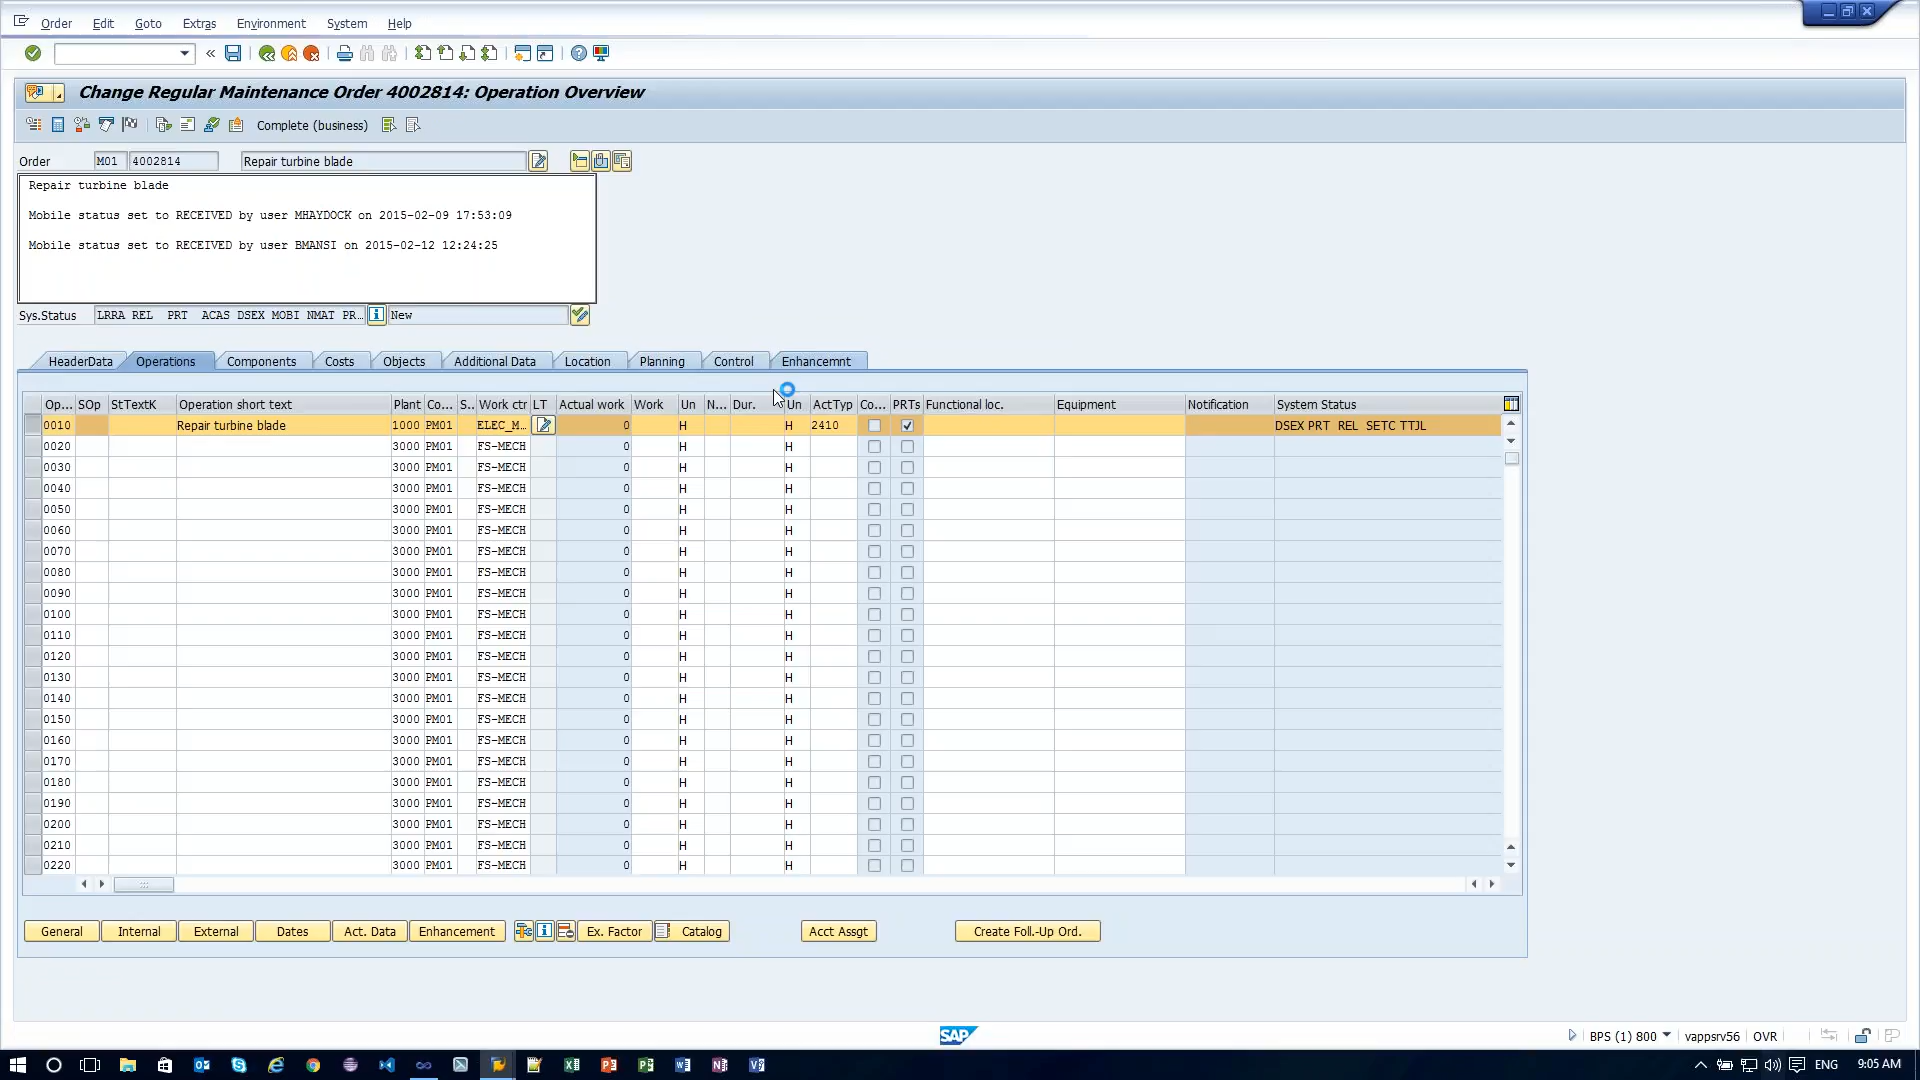 Order Edit Goto Extras Environment System Help
Change Regular Maintenance Order 4002814: Operation Overview
Complete (business)
Order M01 4002814 Repair turbine blade
Repair turbine blade
Mobile status set to RECEIVED by user MHAYDOCK on 2015-02-09 17:53:09
Mobile status set to RECEIVED by user BMANSI on 2015-02-12 12:24:25
Sys.Status LRRA REL PRT ACAS DSEX MOBI NMAT PR... New
HeaderData Operations Components Costs Objects Additional Data Location Planning Control Enhancemnt
Op... SOp StTextK Operation short text Plant Co... S.. Work ctr LT Actual work Work Un N... Dur. Un ActTyp Co... PRTs Functional loc. Equipment Notification System Status
0010 Repair turbine blade 1000 PM01 ELEC_M... 0 H H 2410 DSEX PRT REL SETC TTJL
0020 3000 PM01 FS-MECH 0 H H
0030 3000 PM01 FS-MECH 0 H H
0040 3000 PM01 FS-MECH 0 H H
0050 3000 PM01 FS-MECH 0 H H
0060 3000 PM01 FS-MECH 0 H H
0070 3000 PM01 FS-MECH 0 H H
0080 3000 PM01 FS-MECH 0 H H
0090 3000 PM01 FS-MECH 0 H H
0100 3000 PM01 FS-MECH 0 H H
0110 3000 PM01 FS-MECH 0 H H
0120 3000 PM01 FS-MECH 0 H H
0130 3000 PM01 FS-MECH 0 H H
0140 3000 PM01 FS-MECH 0 H H
0150 3000 PM01 FS-MECH 0 H H
0160 3000 PM01 FS-MECH 0 H H
0170 3000 PM01 FS-MECH 0 H H
0180 3000 PM01 FS-MECH 0 H H
0190 3000 PM01 FS-MECH 0 H H
0200 3000 PM01 FS-MECH 0 H H
0210 3000 PM01 FS-MECH 0 H H
0220 3000 PM01 FS-MECH 0 H H
General Internal External Dates Act. Data Enhancement Ex. Factor Catalog Acct Assgt Create Foll.-Up Ord.
SAP BPS (1) 800 vappsrv56 OVR
ENG 9:05 AM